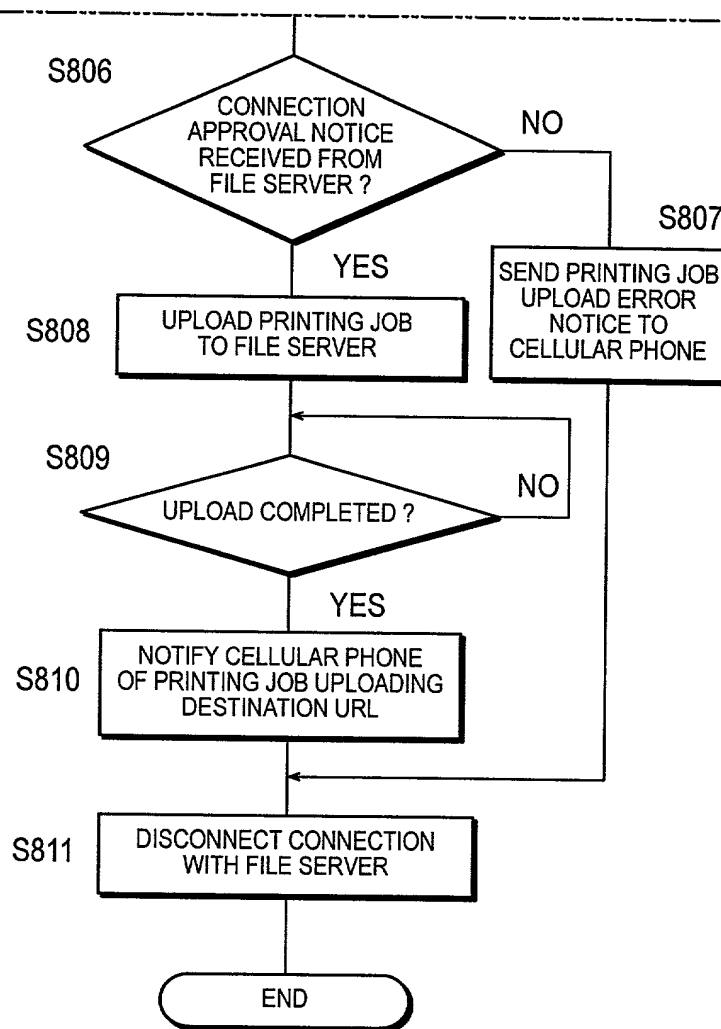 S806
CONNECTION
APPROVAL NOTICE
RECEIVED FROM
FILE SERVER ?
NO
S807
YES
SEND PRINTING JOB
UPLOAD ERROR
NOTICE TO
CELLULAR PHONE
S808
UPLOAD PRINTING JOB
TO FILE SERVER
S809
UPLOAD COMPLETED ?
NO
YES
S810
NOTIFY CELLULAR PHONE
OF PRINTING JOB UPLOADING
DESTINATION URL
S811
DISCONNECT CONNECTION
WITH FILE SERVER
END